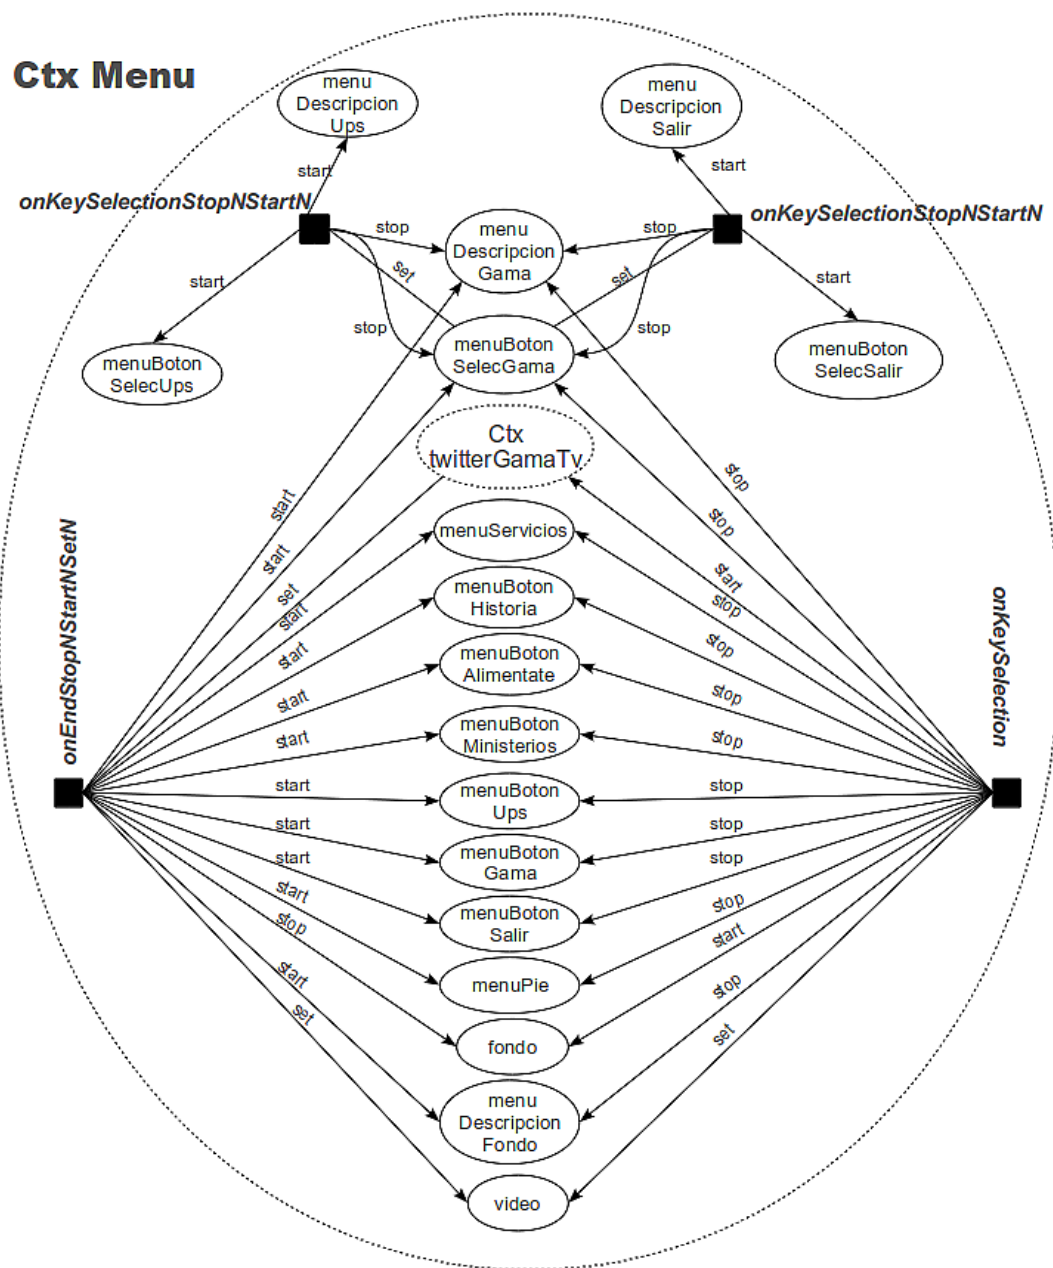 Ctx Menu
menu
Descripcion
Ups
menu
Descripcion
Salir
start
start
onKeySelectionStopNStartN
onKeySelectionStopNStartN
stop
menu
Descripcion
Gama
stop
start
set
set
start
stop
stop
menuBoton
SelecUps
menuBoton
SelecGama
menuBoton
SelecSalir
Ctx
twitterGamaTv
start
stop
start
stop
set
start
start
stop
menuServicios
onEndStopNStartNSetN
onKeySelection
menuBoton
Historia
start
stop
menuBoton
Alimentate
start
stop
menuBoton
Ministerios
start
stop
menuBoton
Ups
start
stop
menuBoton
Gama
start
stop
menuBoton
Salir
start
stop
menuPie
start
stop
fondo
stop
start
menu
Descripcion
Fondo
start
stop
video
set
set